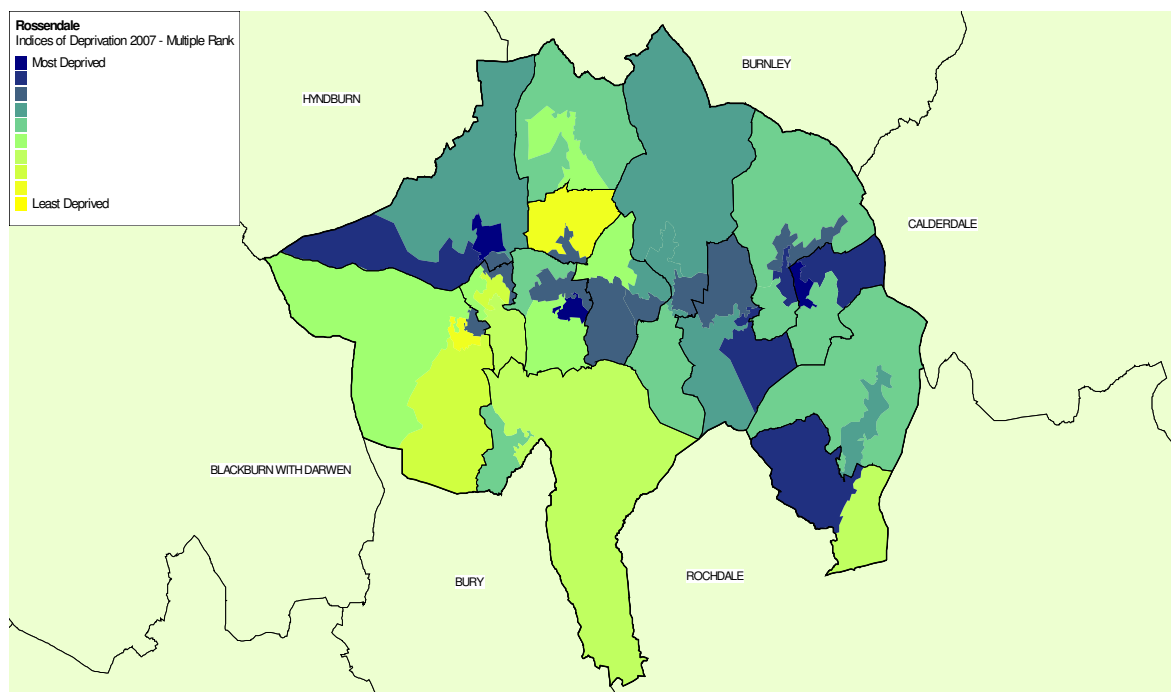 Rossendale
Indices of Deprivation 2007 - Multiple Rank
Most Deprived
Least Deprived
BURNLEY
HYNDBURN
CALDERDALE
BLACKBURN WITH DARWEN
ROCHDALE
BURY